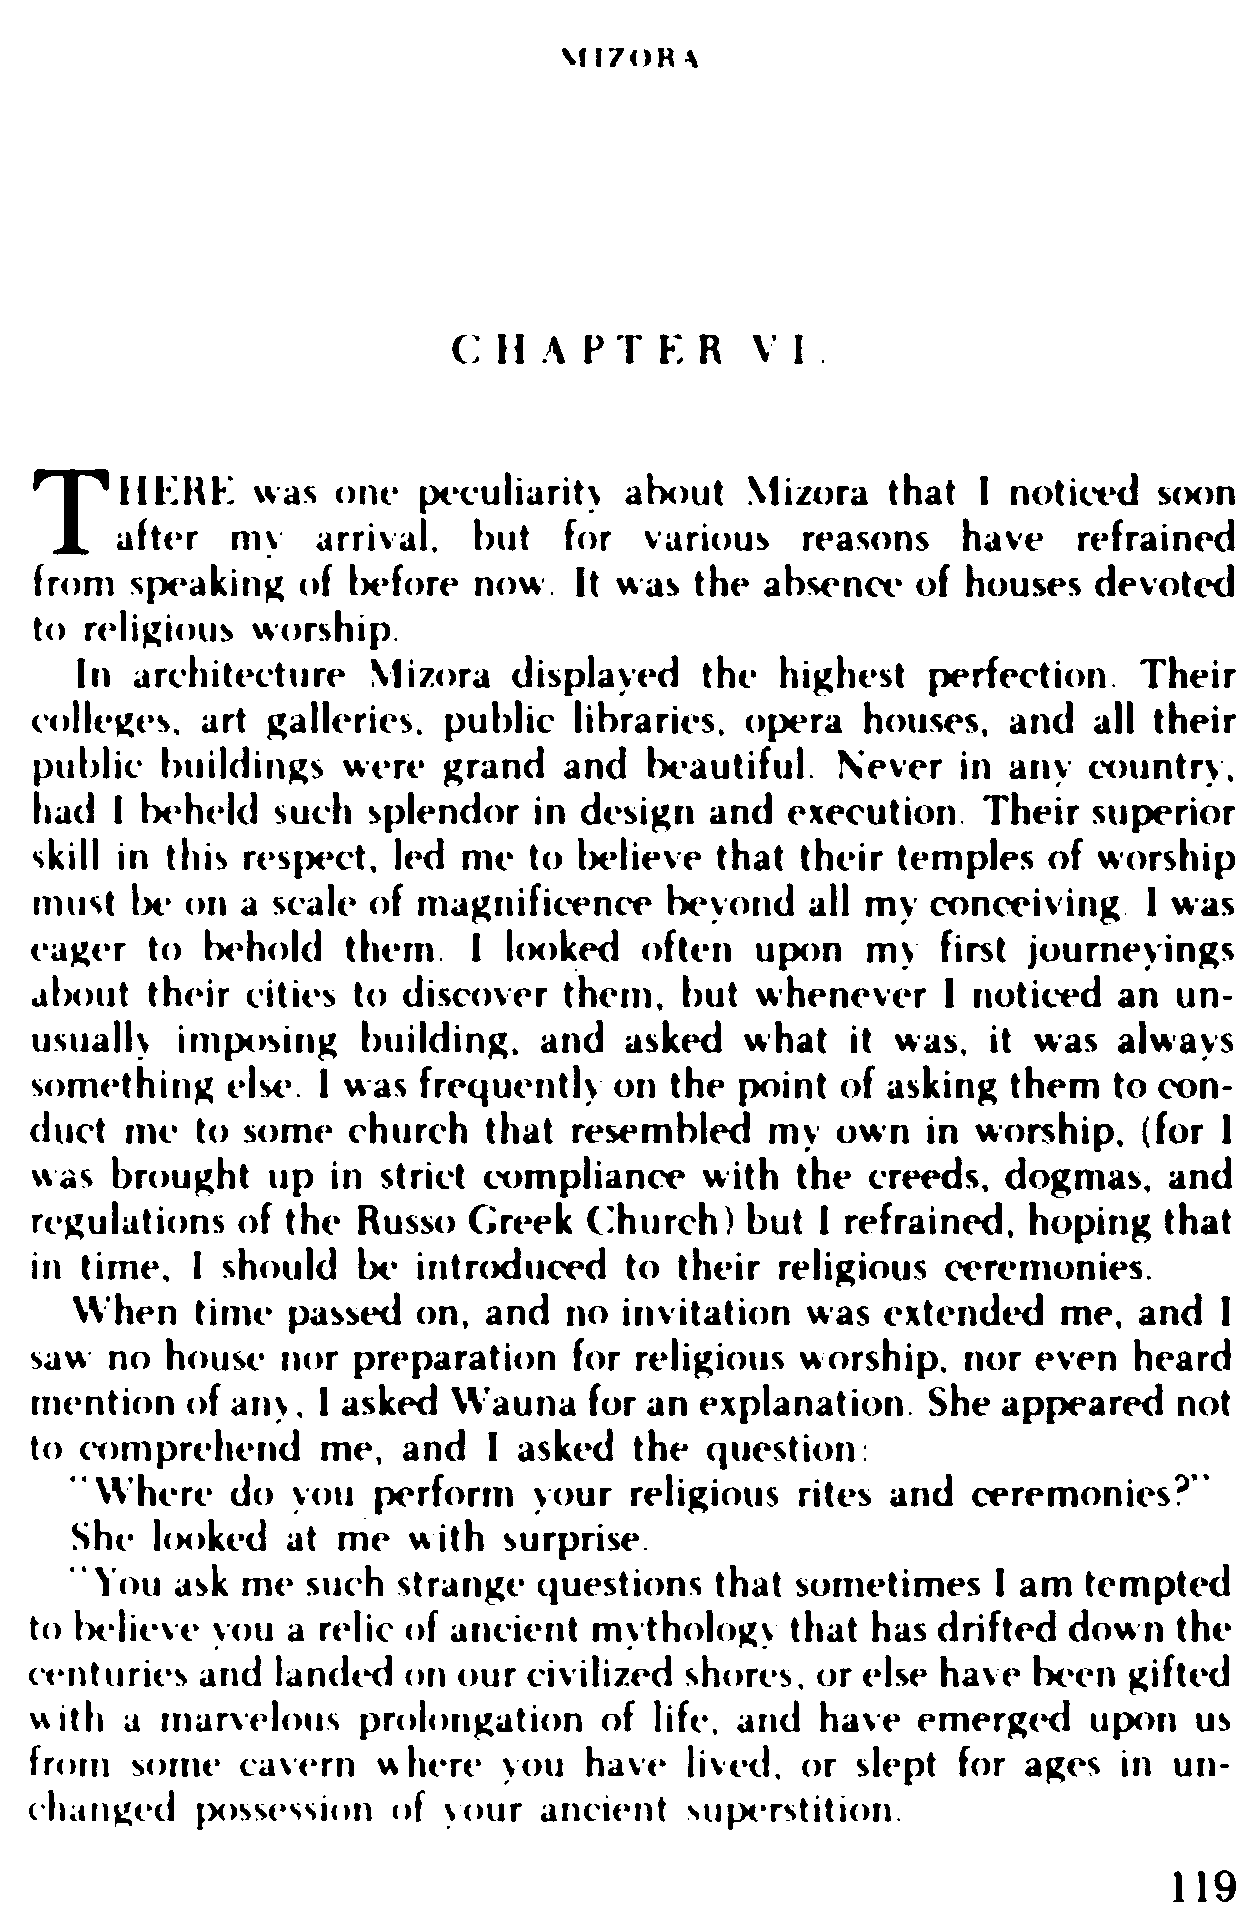 MIZORA
CHAPTER VI.
THERE was one peculiarity about Mizora that I noticed soon
after my arrival, but for various reasons have refrained
from speaking of before now. It was the absence of houses devoted
to religious worship.
In architecture Mizora displayed the highest perfection. Their
colleges, art galleries, public libraries, opera houses, and all their
public buildings were grand and beautiful. Never in any country,
had I beheld such splendor in design and execution. Their superior
skill in this respect, led me to believe that their temples of worship
must be on a scale of magnificence beyond all my conceiving. I was
eager to behold them. I looked often upon my first journeyings
about their cities to discover them, but whenever I noticed an un-
usually imposing building, and asked what it was, it was always
something else. I was frequently on the point of asking them to con-
duct me to some church that resembled my own in worship, (for I
was brought up in strict compliance with the creeds, dogmas, and
regulations of the Russo Greek Church) but I refrained, hoping that
in time, I should be introduced to their religious ceremonies.
When time passed on, and no invitation was extended me, and I
saw no house nor preparation for religious worship, nor even heard
mention of any, I asked Wauna for an explanation. She appeared not
to comprehend me, and I asked the question:
"Where do you perform your religious rites and ceremonies?"
She looked at me with surprise.
"You ask me such strange questions that sometimes I am tempted
to believe you a relic of ancient mythology that has drifted down the
centuries and landed on our civilized shores, or else have been gifted
with a marvelous prolongation of life, and have emerged upon us
from some cavern where you have lived, or slept for ages in un-
changed possession of your ancient superstition.
119